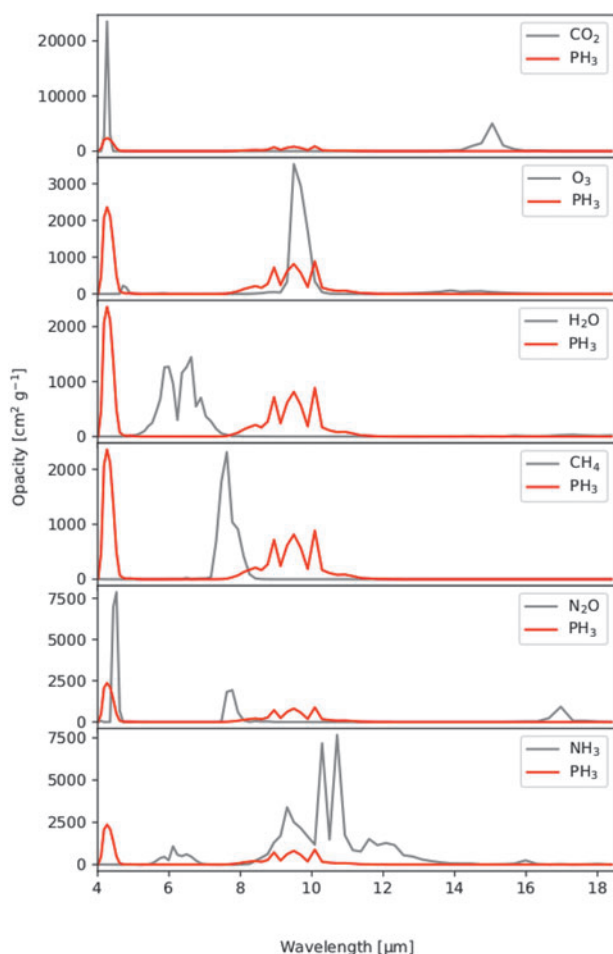 20000
10000
0
CO₂
PH₃
3000
2000
1000
0
O₃
PH₃
2000
1000
0
H₂O
PH₃
Opacity [cm² g⁻¹]
2000
1000
0
CH₄
PH₃
7500
5000
2500
0
N₂O
PH₃
7500
5000
2500
0
NH₃
PH₃
4 6 8 10 12 14 16 18
Wavelength [μm]